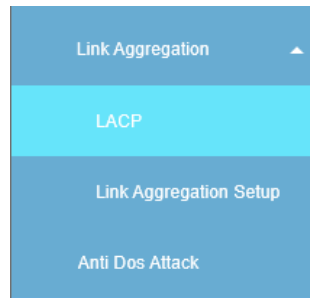 Link Aggregation
LACP
Link Aggregation Setup
Anti Dos Attack